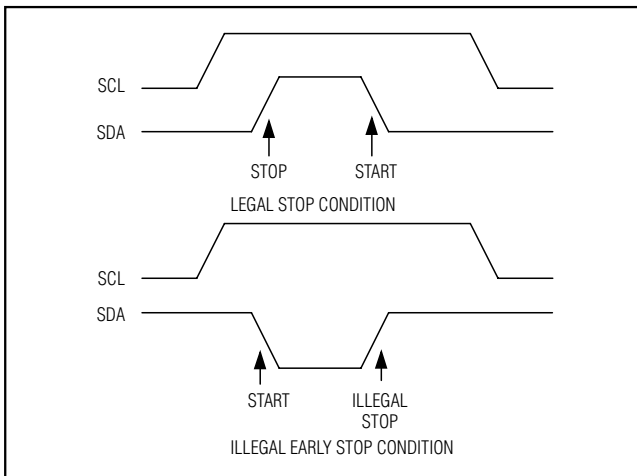 SCL
SDA
STOP START
LEGAL STOP CONDITION
SCL
SDA
START ILLEGAL
STOP
ILLEGAL EARLY STOP CONDITION